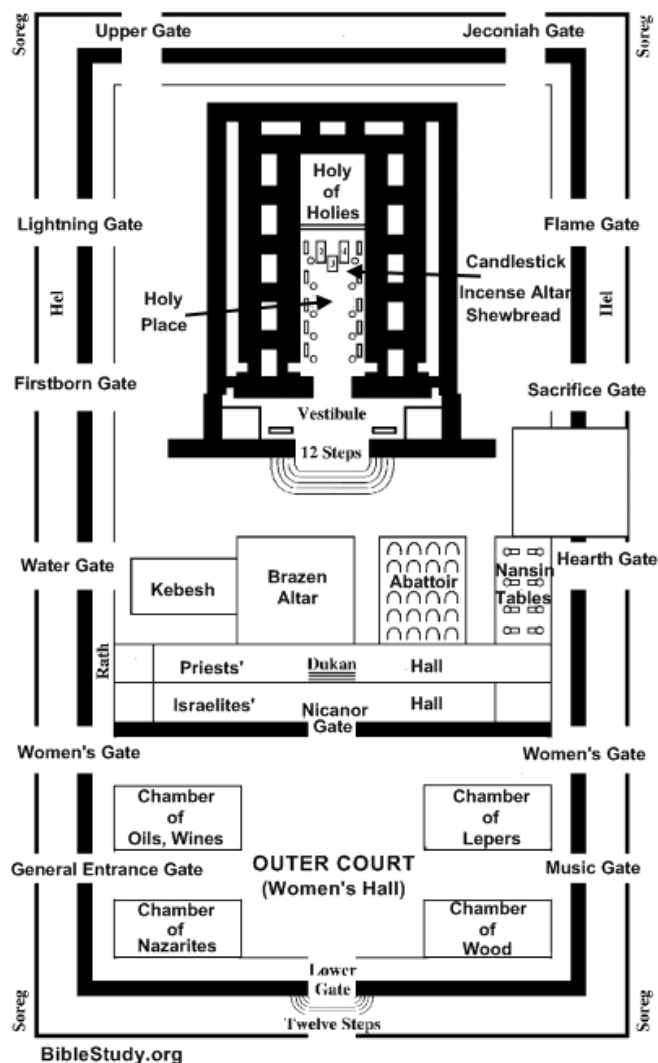 Soreg
Upper Gate
Jeconiah Gate
Soreg
Holy
of
Holies
Lightning Gate
Flame Gate
2
4
3
Candlestick
Hel
Holy
Place
Incense Altar
Shewbread
Hel
Firstborn Gate
Sacrifice Gate
Vestibule
12 Steps
Water Gate
Hearth Gate
Kebesh
Brazen
Altar
Abattoir
Nansin
Tables
Rath
Priests'
Dukan
Hall
Israelites'
Nicanor
Gate
Hall
Women's Gate
Women's Gate
Chamber
of
Oils, Wines
Chamber
of
Lepers
General Entrance Gate
OUTER COURT
(Women's Hall)
Music Gate
Chamber
of
Nazarites
Chamber
of
Wood
Lower
Gate
Soreg
Twelve Steps
Soreg
BibleStudy.org